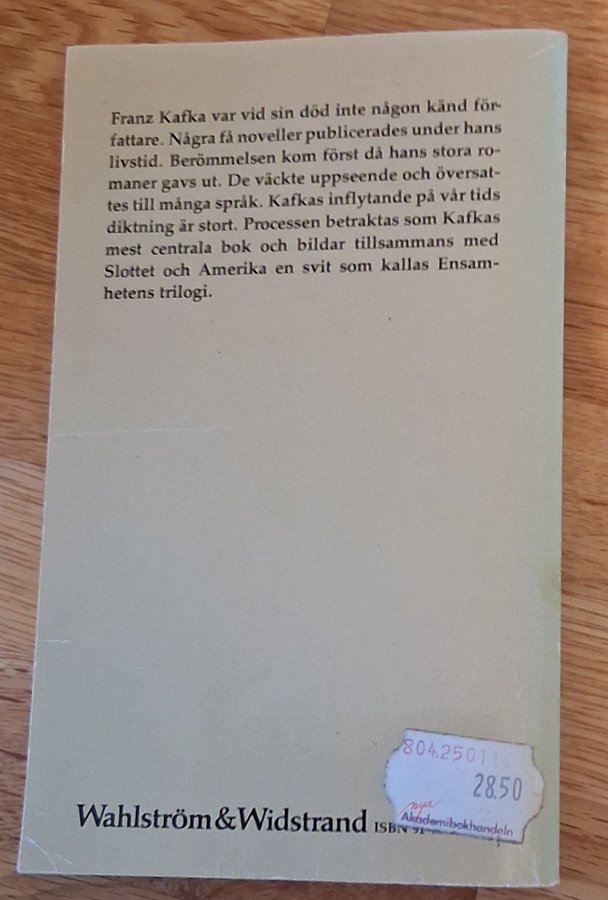 Franz Kafka var vid sin död inte någon känd för-
fattare. Några få noveller publicerades under hans
livstid. Berömmelsen kom först då hans stora ro-
maner gavs ut. De väckte uppseende och översat-
tes till många språk. Kafkas inflytande på vår tids
diktning är stort. Processen betraktas som Kafkas
mest centrala bok och bildar tillsammans med
Slottet och Amerika en svit som kallas Ensam-
hetens trilogi.
8042501
28.50
nya
Akademibokhandeln
Wahlström & Widstrand ISBN